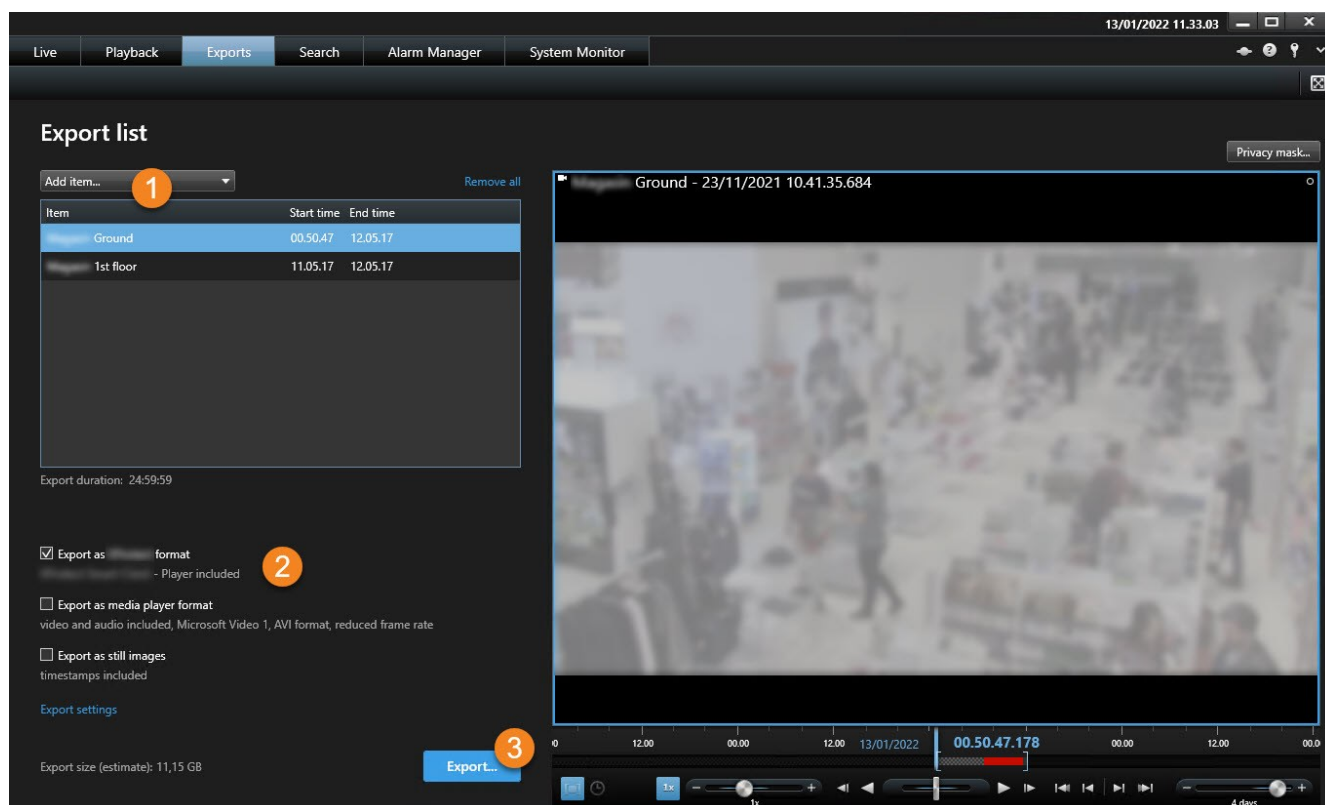 13/01/2022 11.33.03
Live Playback Exports Search Alarm Manager System Monitor
Export list
Privacy mask...
Add item...
1
Remove all
Ground - 23/11/2021 10.41.35.684
Item Start time End time
Ground 00.50.47 12.05.17
1st floor 11.05.17 12.05.17
Export duration: 24:59:59
Export as format
- Player included
2
Export as media player format
video and audio included, Microsoft Video 1, AVI format, reduced frame rate
Export as still images
timestamps included
Export settings
3
12.00 00.00 12.00 13/01/2022 00.50.47.178 00.00 12.00 00.0
Export size (estimate): 11,15 GB
Export...
1x
1x
4 days